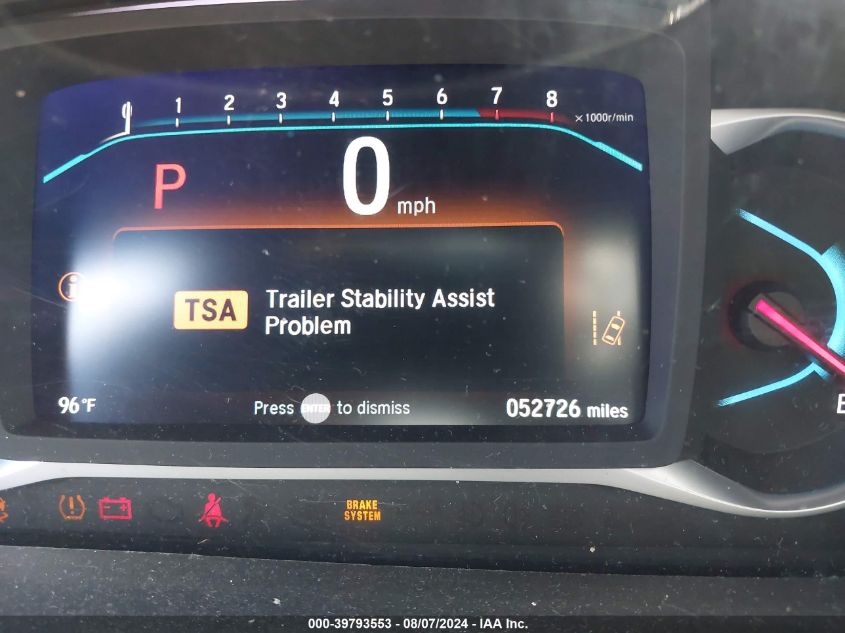 0 1 2 3 4 5 6 7 8 ×1000r/min
P 0 mph
TSA Trailer Stability Assist
Problem
96°F Press ENTER to dismiss 052726 miles
E
BRAKE
SYSTEM
000-39793553 - 08/07/2024 - IAA Inc.